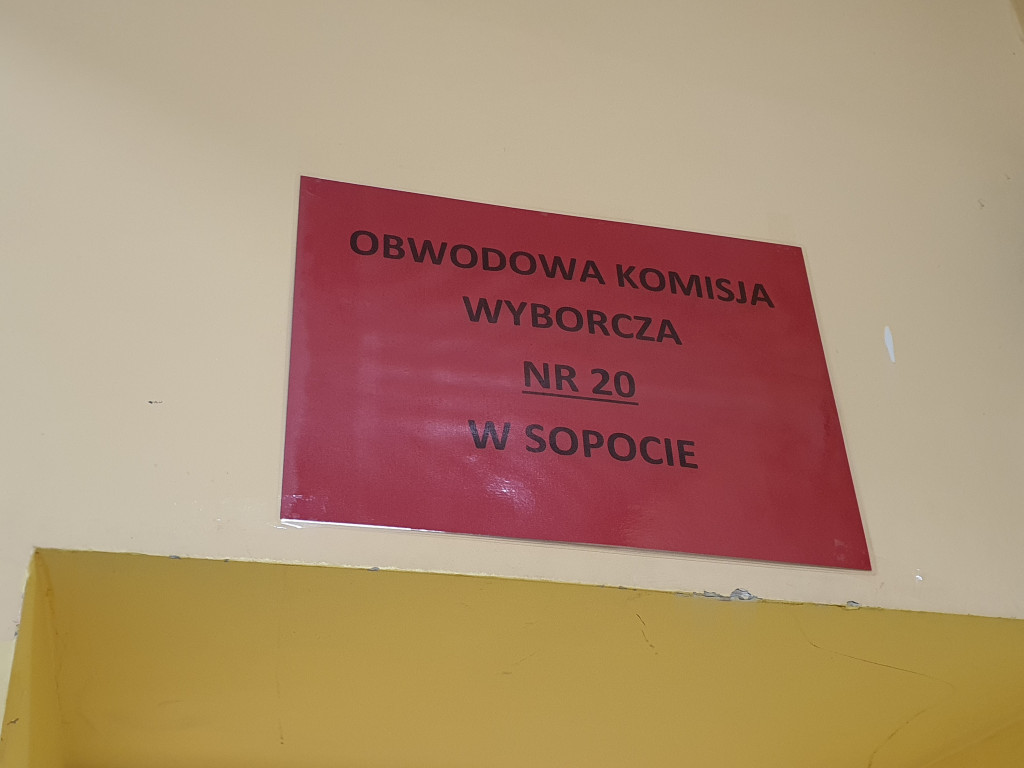 OBWODOWA KOMISJA
WYBORCZA
NR 20
W SOPOCIE